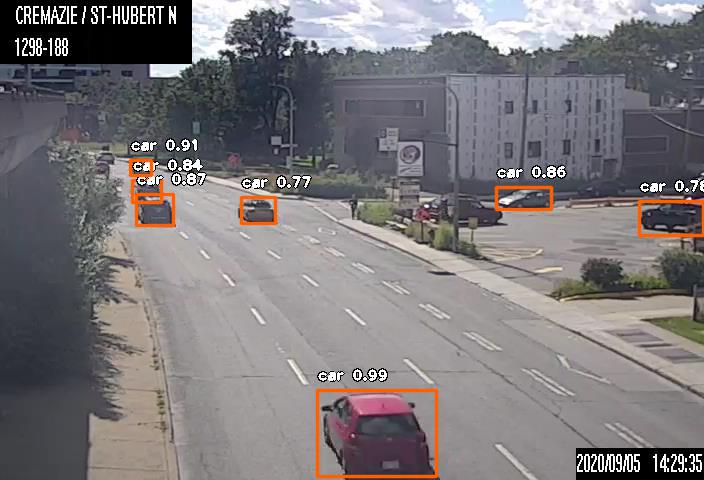 CREMAZIE / ST-HUBERT N
1298-188
car 0.91
car 0.84
car 0.87
car 0.77
car 0.86
car 0.78
car 0.99
2020/09/05 14:29:35